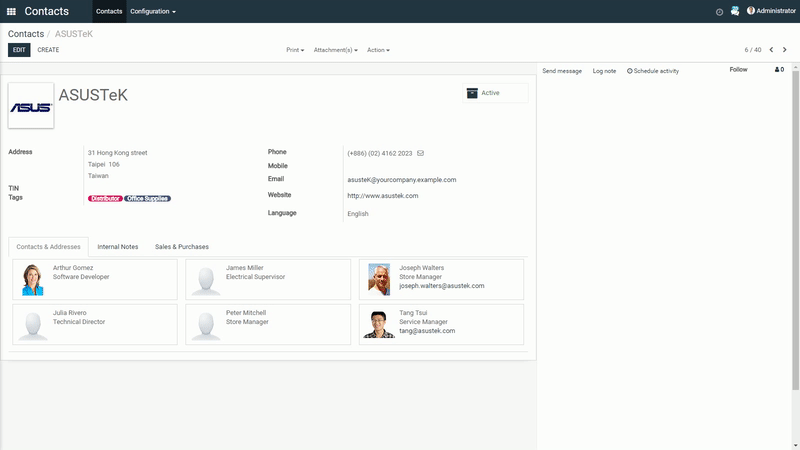 Contacts
Contacts
Configuration
Administrator
Contacts / ASUSTeK
EDIT
CREATE
Print
Attachment(s)
Action
6 / 40
Send message
Log note
Schedule activity
Follow
0
ASUS
ASUSTeK
Active
Address
31 Hong Kong street
Taipei 106
Taiwan
TIN
Tags
Distributor
Office Supplies
Phone
(+886) (02) 4162 2023
Mobile
Email
asusteK@yourcompany.example.com
Website
http://www.asustek.com
Language
English
Contacts & Addresses
Internal Notes
Sales & Purchases
Arthur Gomez
Software Developer
James Miller
Electrical Supervisor
Joseph Walters
Store Manager
joseph.walters@asustek.com
Julia Rivero
Technical Director
Peter Mitchell
Store Manager
Tang Tsui
Service Manager
tang@asustek.com